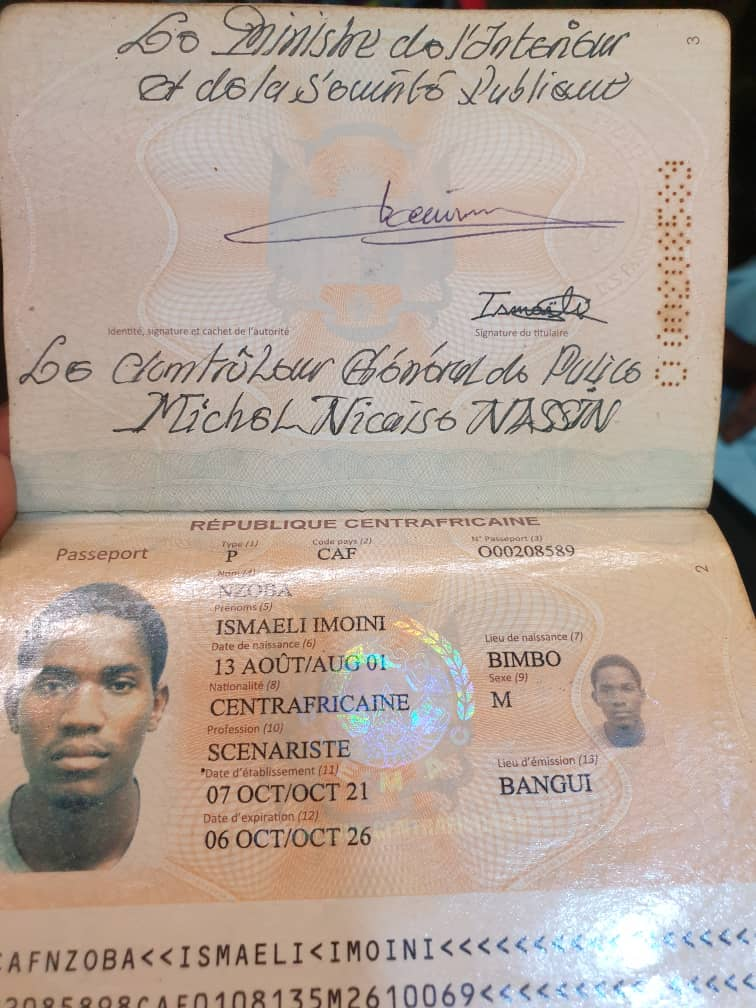 Le Ministre de l'Intérieur
et de la Sécurité Publique
3
Identité, signature et cachet de l'autorité
Signature du titulaire
Le Contrôleur Général de Police
Michel Nicaise NASSIN
RÉPUBLIQUE CENTRAFRICAINE
Passeport
Type (1)
Code pays (2)
N° Passeport (3)
P
CAF
O00208589
2
Nom (4)
NZOBA
Prénoms (5)
ISMAELI IMOINI
Date de naissance (6)
Lieu de naissance (7)
13 AOÛT/AUG 01
BIMBO
Nationalité (8)
Sexe (9)
CENTRAFRICAINE
M
Profession (10)
SCENARISTE
Date d'établissement (11)
Lieu d'émission (13)
07 OCT/OCT 21
BANGUI
Date d'expiration (12)
06 OCT/OCT 26
CAFNZOBA<<ISMAELI<IMOINI<<<<<<<<<<<<<<<
2085898CAF0108135M2610069<<<<<<<<<<<